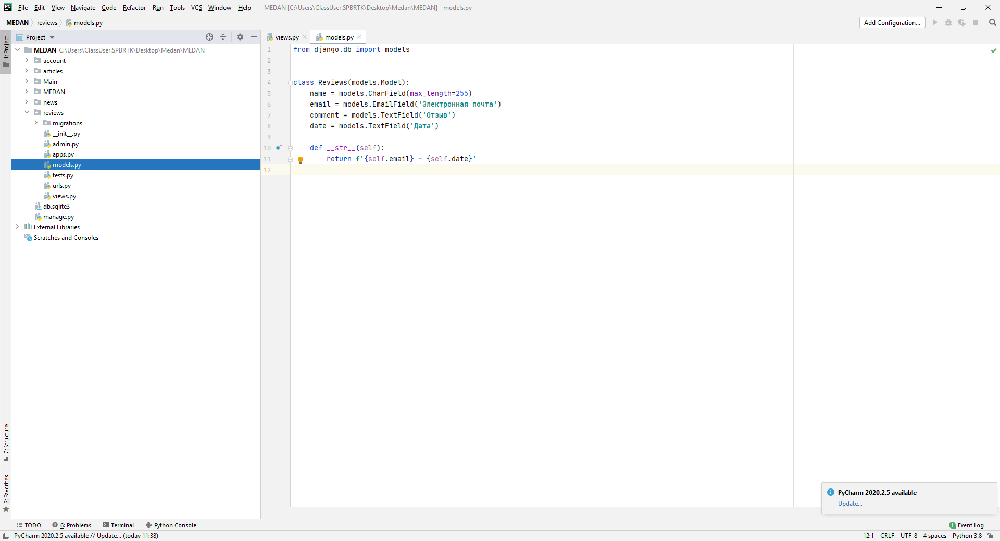 PC File Edit View Navigate Code Refactor Run Tools VCS Window Help MEDAN [C:\Users\ClassUser.SPBRTK\Desktop\Medan\MEDAN] - models.py
MEDAN reviews models.py Add Configuration...
1: Project
Project
MEDAN C:\Users\ClassUser.SPBRTK\Desktop\Medan\MEDAN
account
articles
Main
MEDAN
news
reviews
migrations
__init__.py
admin.py
apps.py
models.py
tests.py
urls.py
views.py
db.sqlite3
manage.py
External Libraries
Scratches and Consoles
views.py models.py
1 from django.db import models
2
3
4 class Reviews(models.Model):
5 name = models.CharField(max_length=255)
6 email = models.EmailField('Электронная почта')
7 comment = models.TextField('Отзыв')
8 date = models.TextField('Дата')
9
10 def __str__(self):
11 return f'{self.email} - {self.date}'
12
7: Structure
2: Favorites
PyCharm 2020.2.5 available
Update...
TODO 6: Problems Terminal Python Console 1 Event Log
PyCharm 2020.2.5 available // Update... (today 11:38) 12:1 CRLF UTF-8 4 spaces Python 3.8